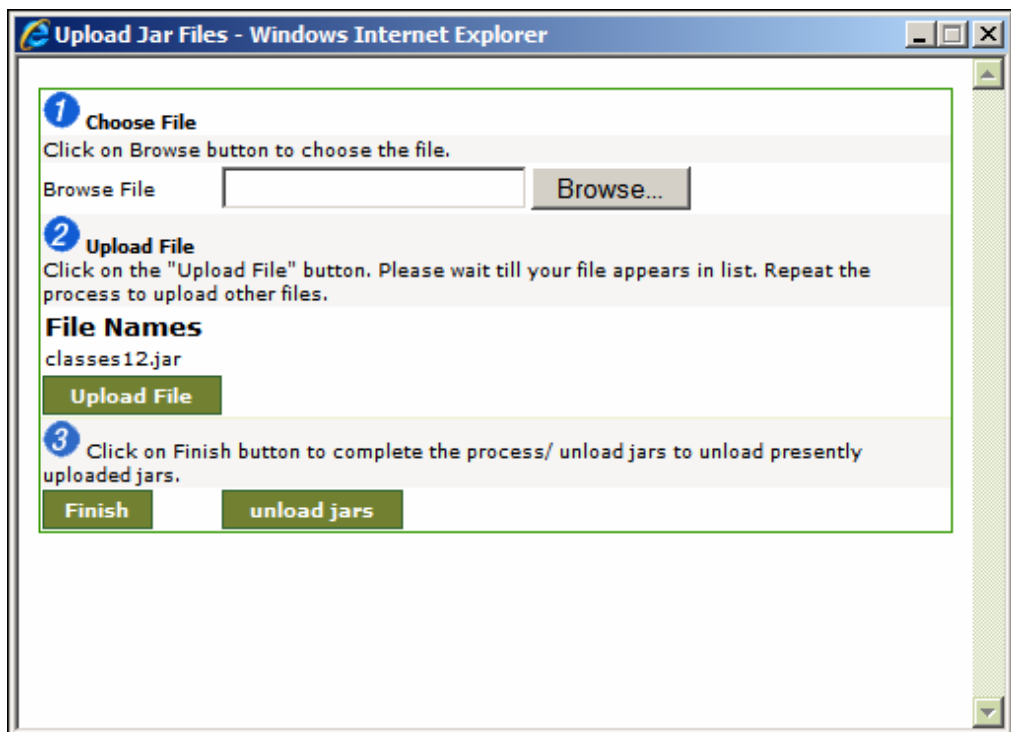 Upload Jar Files - Windows Internet Explorer
1 Choose File
Click on Browse button to choose the file.
Browse File Browse...
2 Upload File
Click on the "Upload File" button. Please wait till your file appears in list. Repeat the
process to upload other files.
File Names
classes12.jar
Upload File
3 Click on Finish button to complete the process/ unload jars to unload presently
uploaded jars.
Finish unload jars